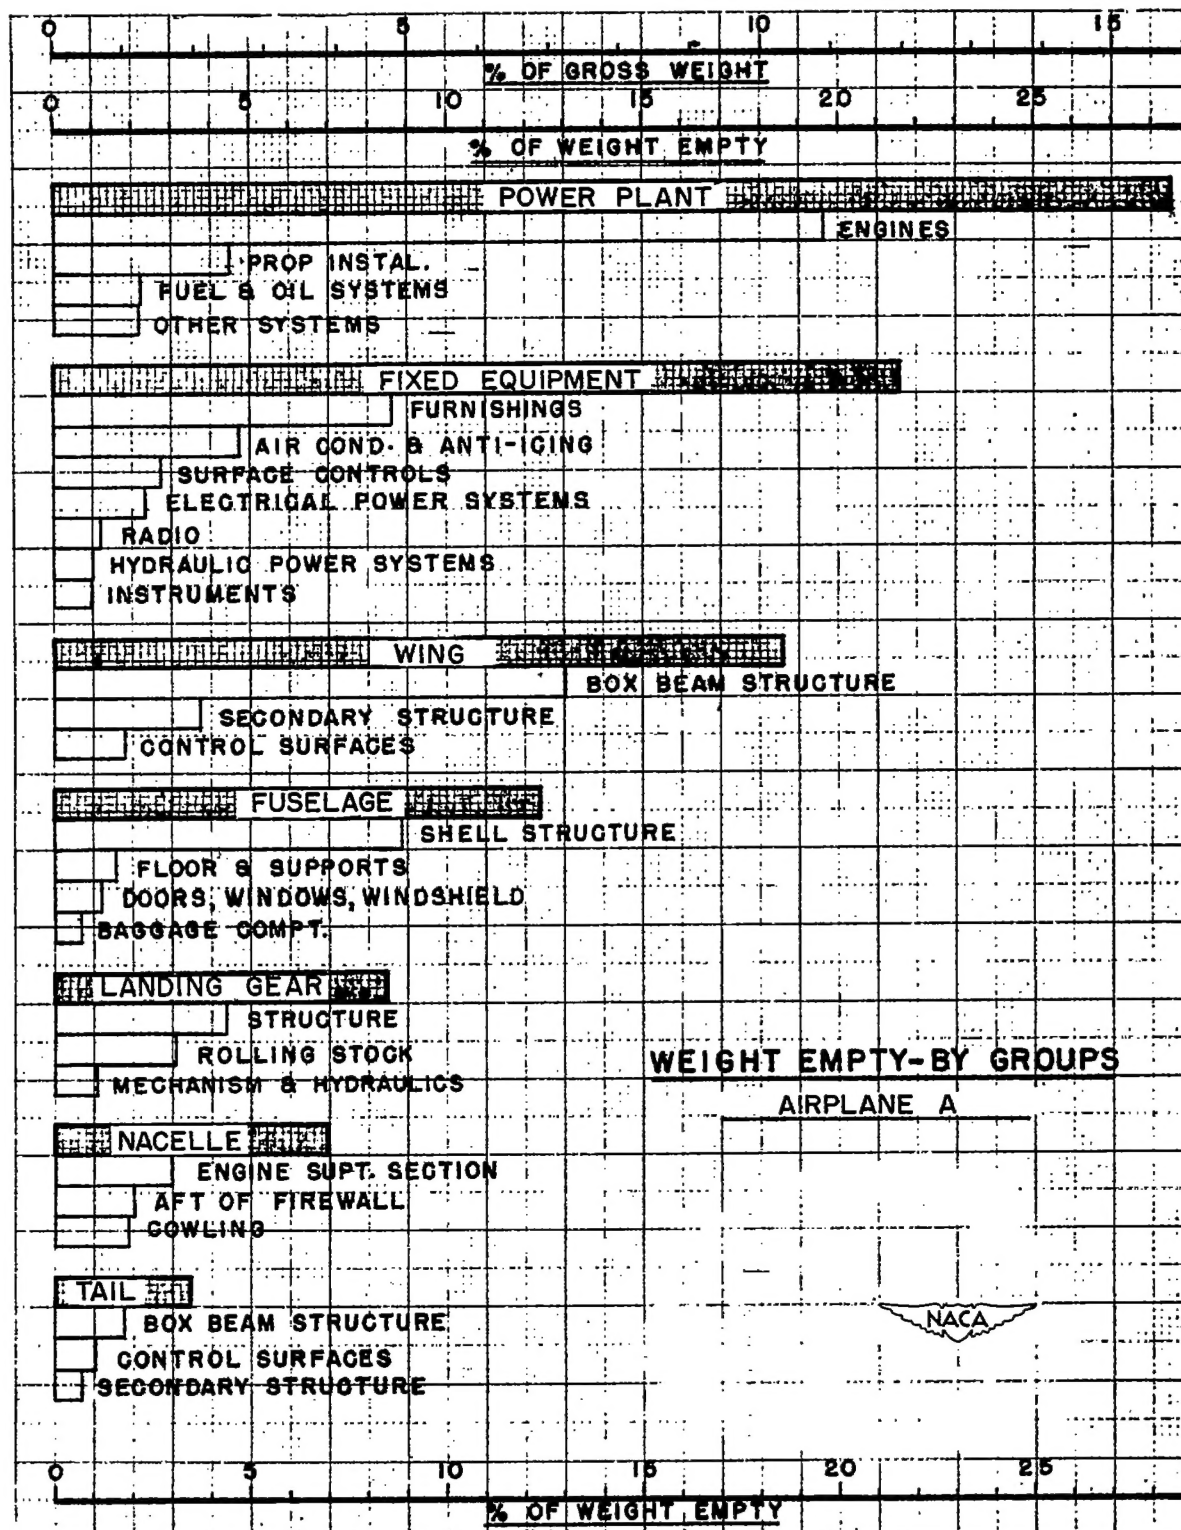 0 5 10 15
% OF GROSS WEIGHT
0 5 10 15 20 25
% OF WEIGHT EMPTY
POWER PLANT
ENGINES
PROP INSTAL.
FUEL & OIL SYSTEMS
OTHER SYSTEMS
FIXED EQUIPMENT
FURNISHINGS
AIR COND. & ANTI-ICING
SURFACE CONTROLS
ELECTRICAL POWER SYSTEMS
RADIO
HYDRAULIC POWER SYSTEMS
INSTRUMENTS
WING
BOX BEAM STRUCTURE
SECONDARY STRUCTURE
CONTROL SURFACES
FUSELAGE
SHELL STRUCTURE
FLOOR & SUPPORTS
DOORS, WINDOWS, WINDSHIELD
BAGGAGE COMPT.
LANDING GEAR
STRUCTURE
ROLLING STOCK
MECHANISM & HYDRAULICS
WEIGHT EMPTY-BY GROUPS
AIRPLANE A
NACELLE
ENGINE SUPT. SECTION
AFT OF FIREWALL
COWLING
TAIL
BOX BEAM STRUCTURE
NACA
CONTROL SURFACES
SECONDARY STRUCTURE
0 5 10 15 20 25
% OF WEIGHT EMPTY